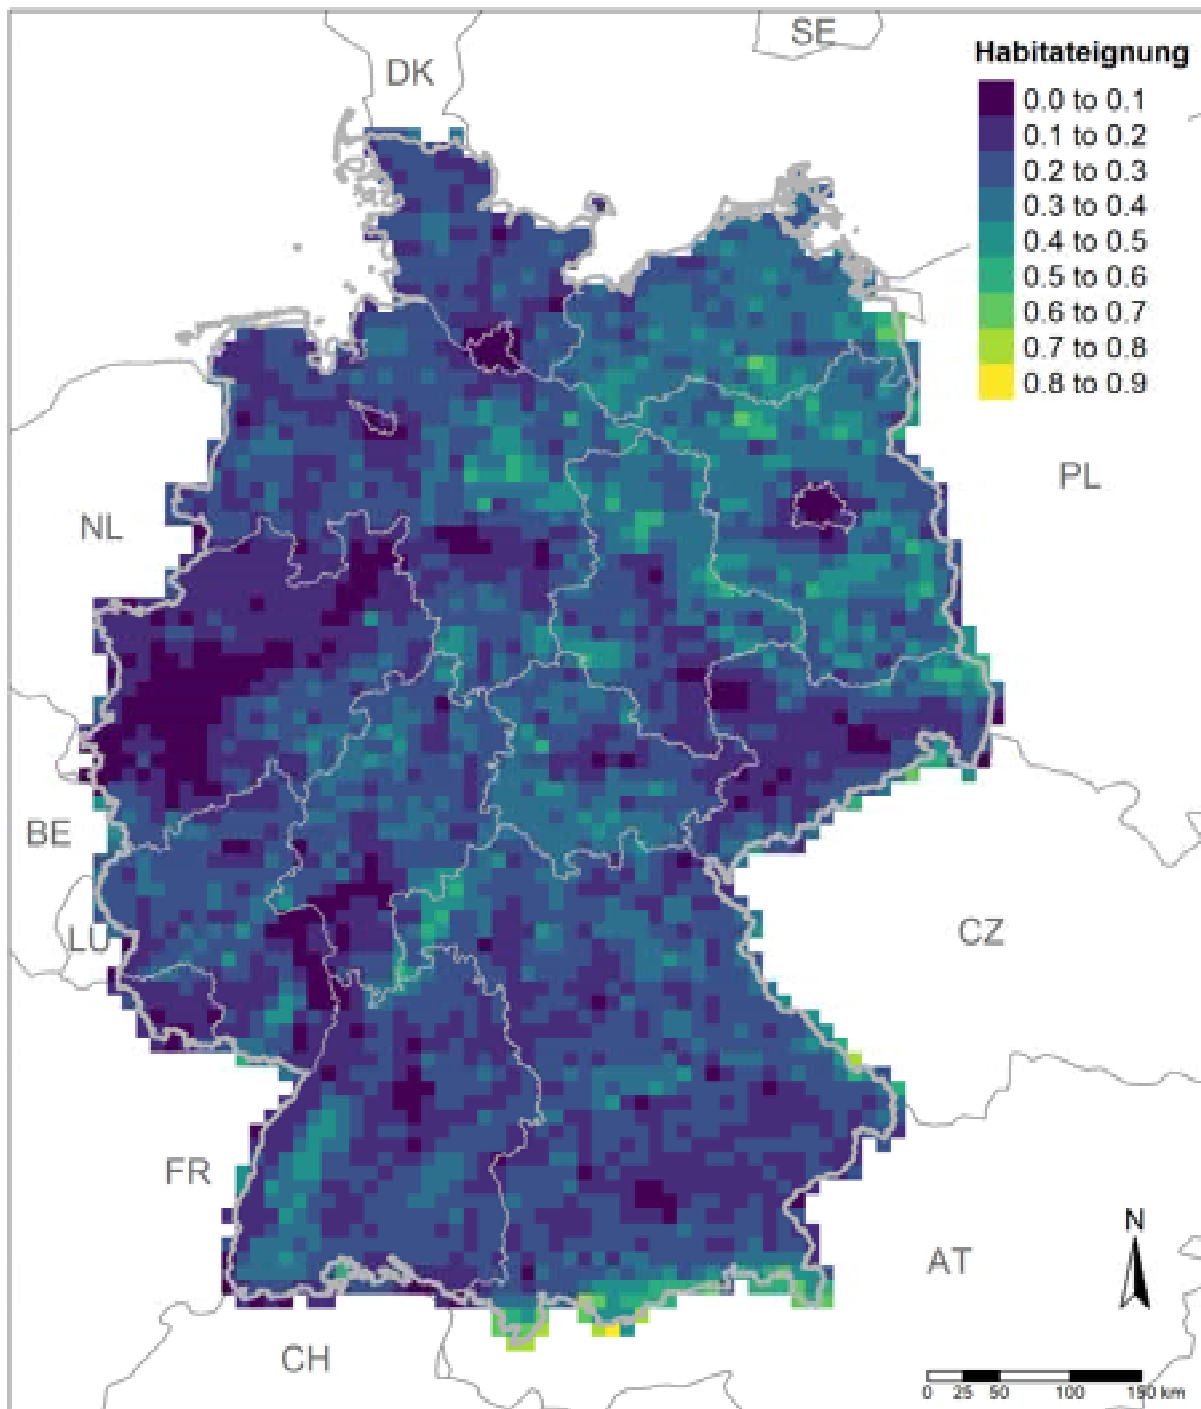 SE
DK
Habitateignung
0.0 to 0.1
0.1 to 0.2
0.2 to 0.3
0.3 to 0.4
0.4 to 0.5
0.5 to 0.6
0.6 to 0.7
0.7 to 0.8
0.8 to 0.9
PL
NL
BE
LU
CZ
FR
N
AT
CH
0 25 50 100 150 km